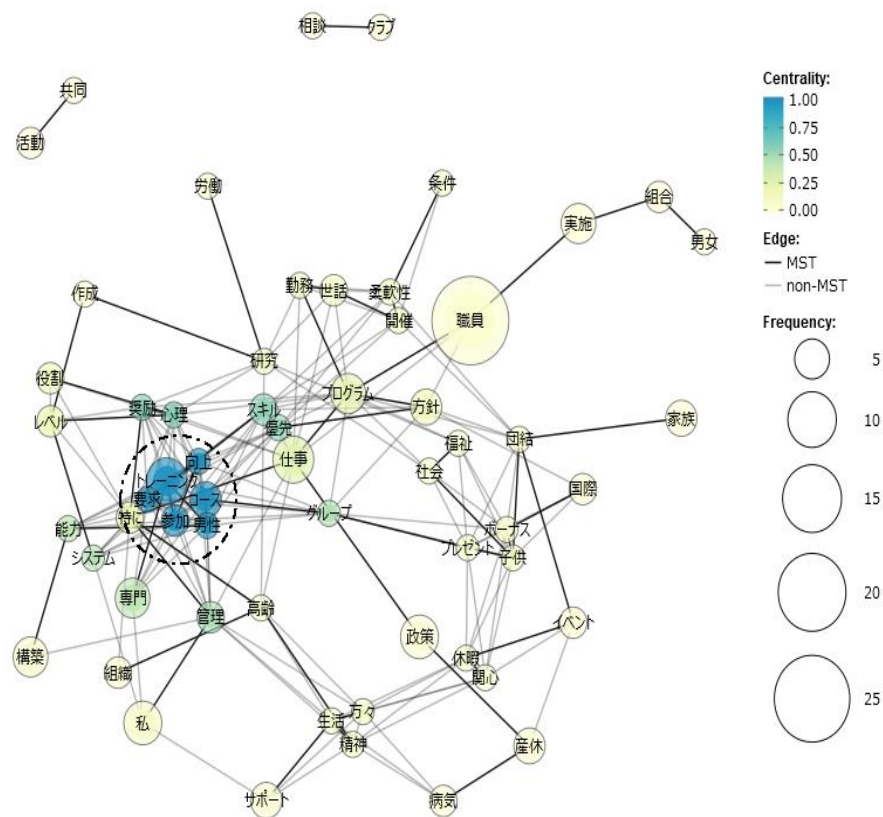 相談
クラブ
共同
活動
Centrality:
1.00
0.75
0.50
0.25
0.00
Edge:
MST
non-MST
Frequency:
5
10
15
20
25
労働
条件
組合
実施
男女
勤務
世話
柔軟性
作成
開催
職員
研究
役割
プログラム
方針
奨励
心理
スキル
レベル
優先
家族
団結
福祉
向上
仕事
社会
トレーニング
要求
コース
国際
特に
参加
男性
グループ
能力
ボーナス
プレゼント
子供
システム
専門
管理
高齢
イベント
政策
構築
組織
休暇
関心
私
生活
方々
精神
産休
サポート
病気